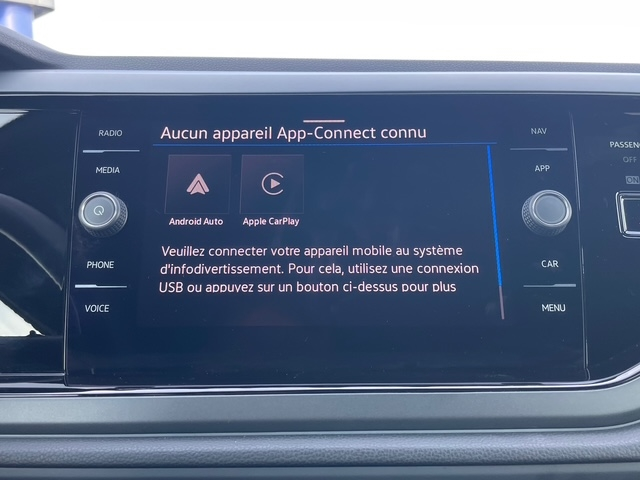 RADIO
MEDIA
PHONE
VOICE
Aucun appareil App-Connect connu
Android Auto
Apple CarPlay
Veuillez connecter votre appareil mobile au système
d'infodivertissement. Pour cela, utilisez une connexion
USB ou appuyez sur un bouton ci-dessus pour plus
NAV
APP
CAR
MENU
PASSEN
OFF